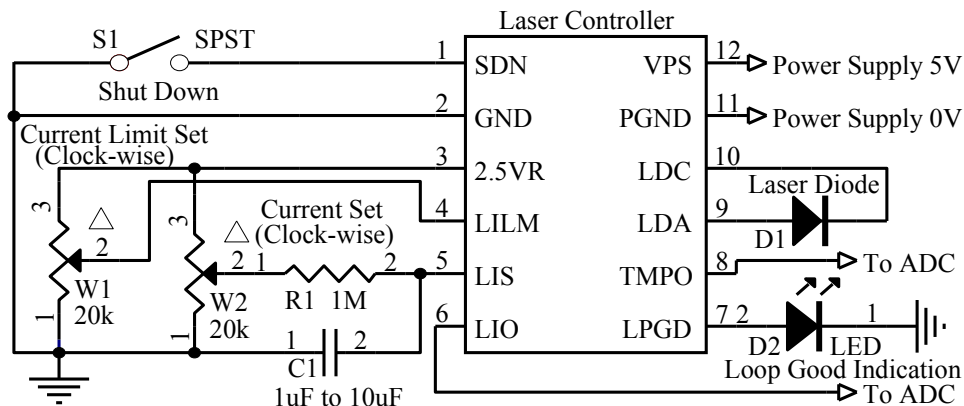 Laser Controller
S1 SPST
Shut Down
1 SDN VPS 12 Power Supply 5V
2 GND PGND 11 Power Supply 0V
Current Limit Set
(Clock-wise)
3 2.5VR LDC 10
Laser Diode
4 LILM LDA 9
D1
Current Set
(Clock-wise)
3 2 W1 20k 1
3 2 W2 20k 1
1 R1 1M 2
5 LIS TMPO 8 To ADC
6 LIO LPGD 7 2 D2 LED 1
Loop Good Indication
1 C1 2
1uF to 10uF
To ADC